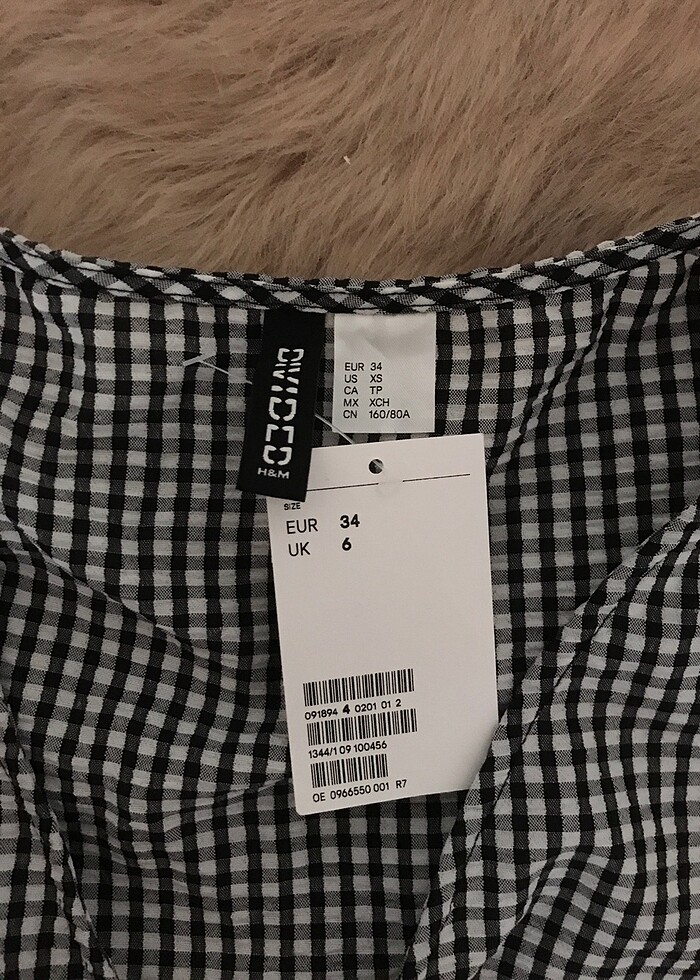 DIVIDED
H&M
EUR 34
US XS
CA TP
MX XCH
CN 160/80A
SIZE
EUR 34
UK 6
091894 4 0201 01 2
1344/1 09 100456
OE 0966550 001 R7